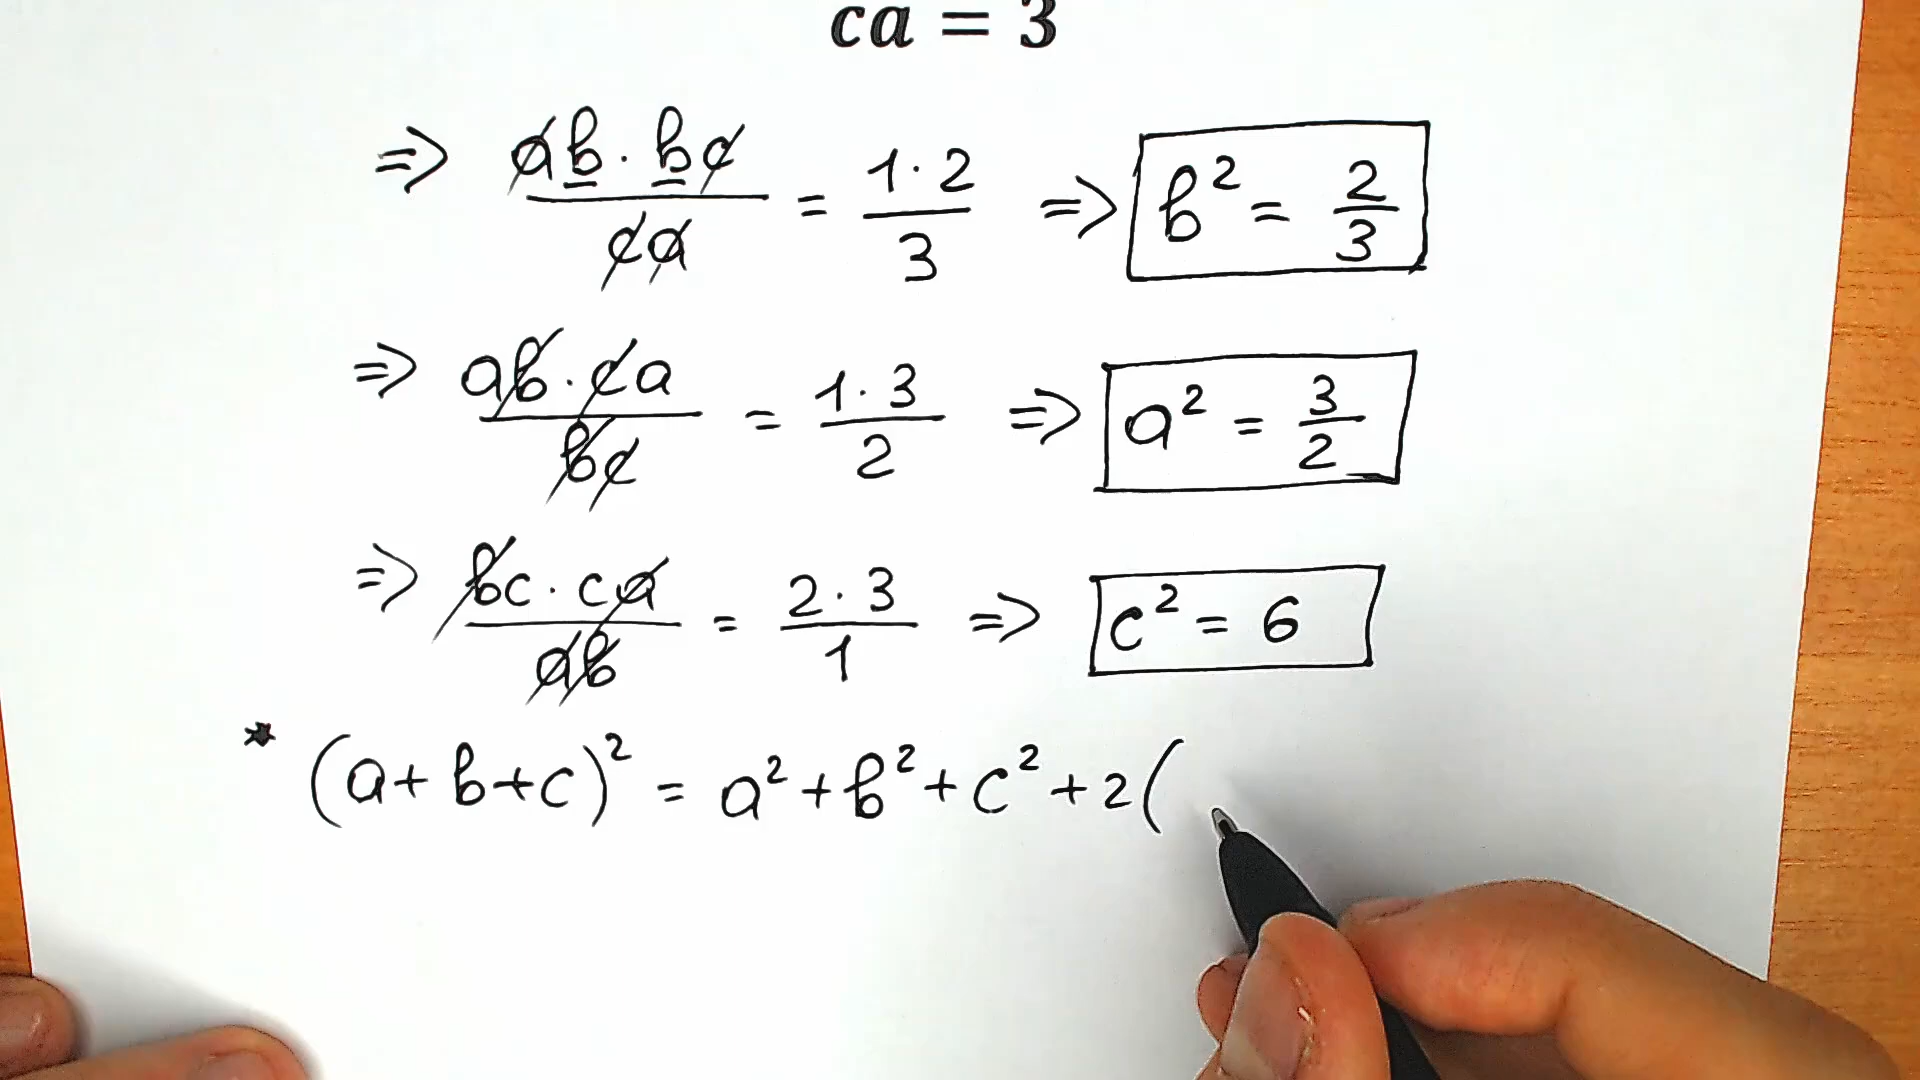 ca = 3
=> ab · bc / ca = 1 · 2 / 3 => b² = 2/3
=> ab · ca / bc = 1 · 3 / 2 => a² = 3/2
=> bc · ca / ab = 2 · 3 / 1 => c² = 6
* (a+b+c)² = a² + b² + c² + 2(